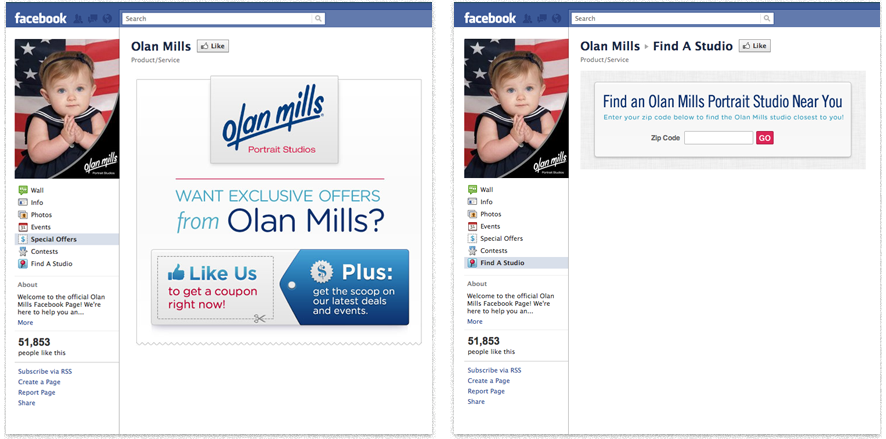 facebook
Search
olan mills
Portrait Studios
Wall
Info
Photos
Events
Special Offers
Contests
Find A Studio
About
Welcome to the official Olan
Mills Facebook Page! We're
here to help you an...
More
51,853
people like this
Subscribe via RSS
Create a Page
Report Page
Share
Olan Mills
Like
Product/Service
olan mills
Portrait Studios
WANT EXCLUSIVE OFFERS
from Olan Mills?
Like Us
to get a coupon
right now!
Plus:
get the scoop on
our latest deals
and events.
facebook
Search
olan mills
Portrait Studios
Wall
Info
Photos
Events
Special Offers
Contests
Find A Studio
About
Welcome to the official Olan
Mills Facebook Page! We're
here to help you an...
More
51,853
people like this
Subscribe via RSS
Create a Page
Report Page
Share
Olan Mills Find A Studio
Like
Product/Service
Find an Olan Mills Portrait Studio Near You
Enter your zip code below to find the Olan Mills studio closest to you!
Zip Code GO